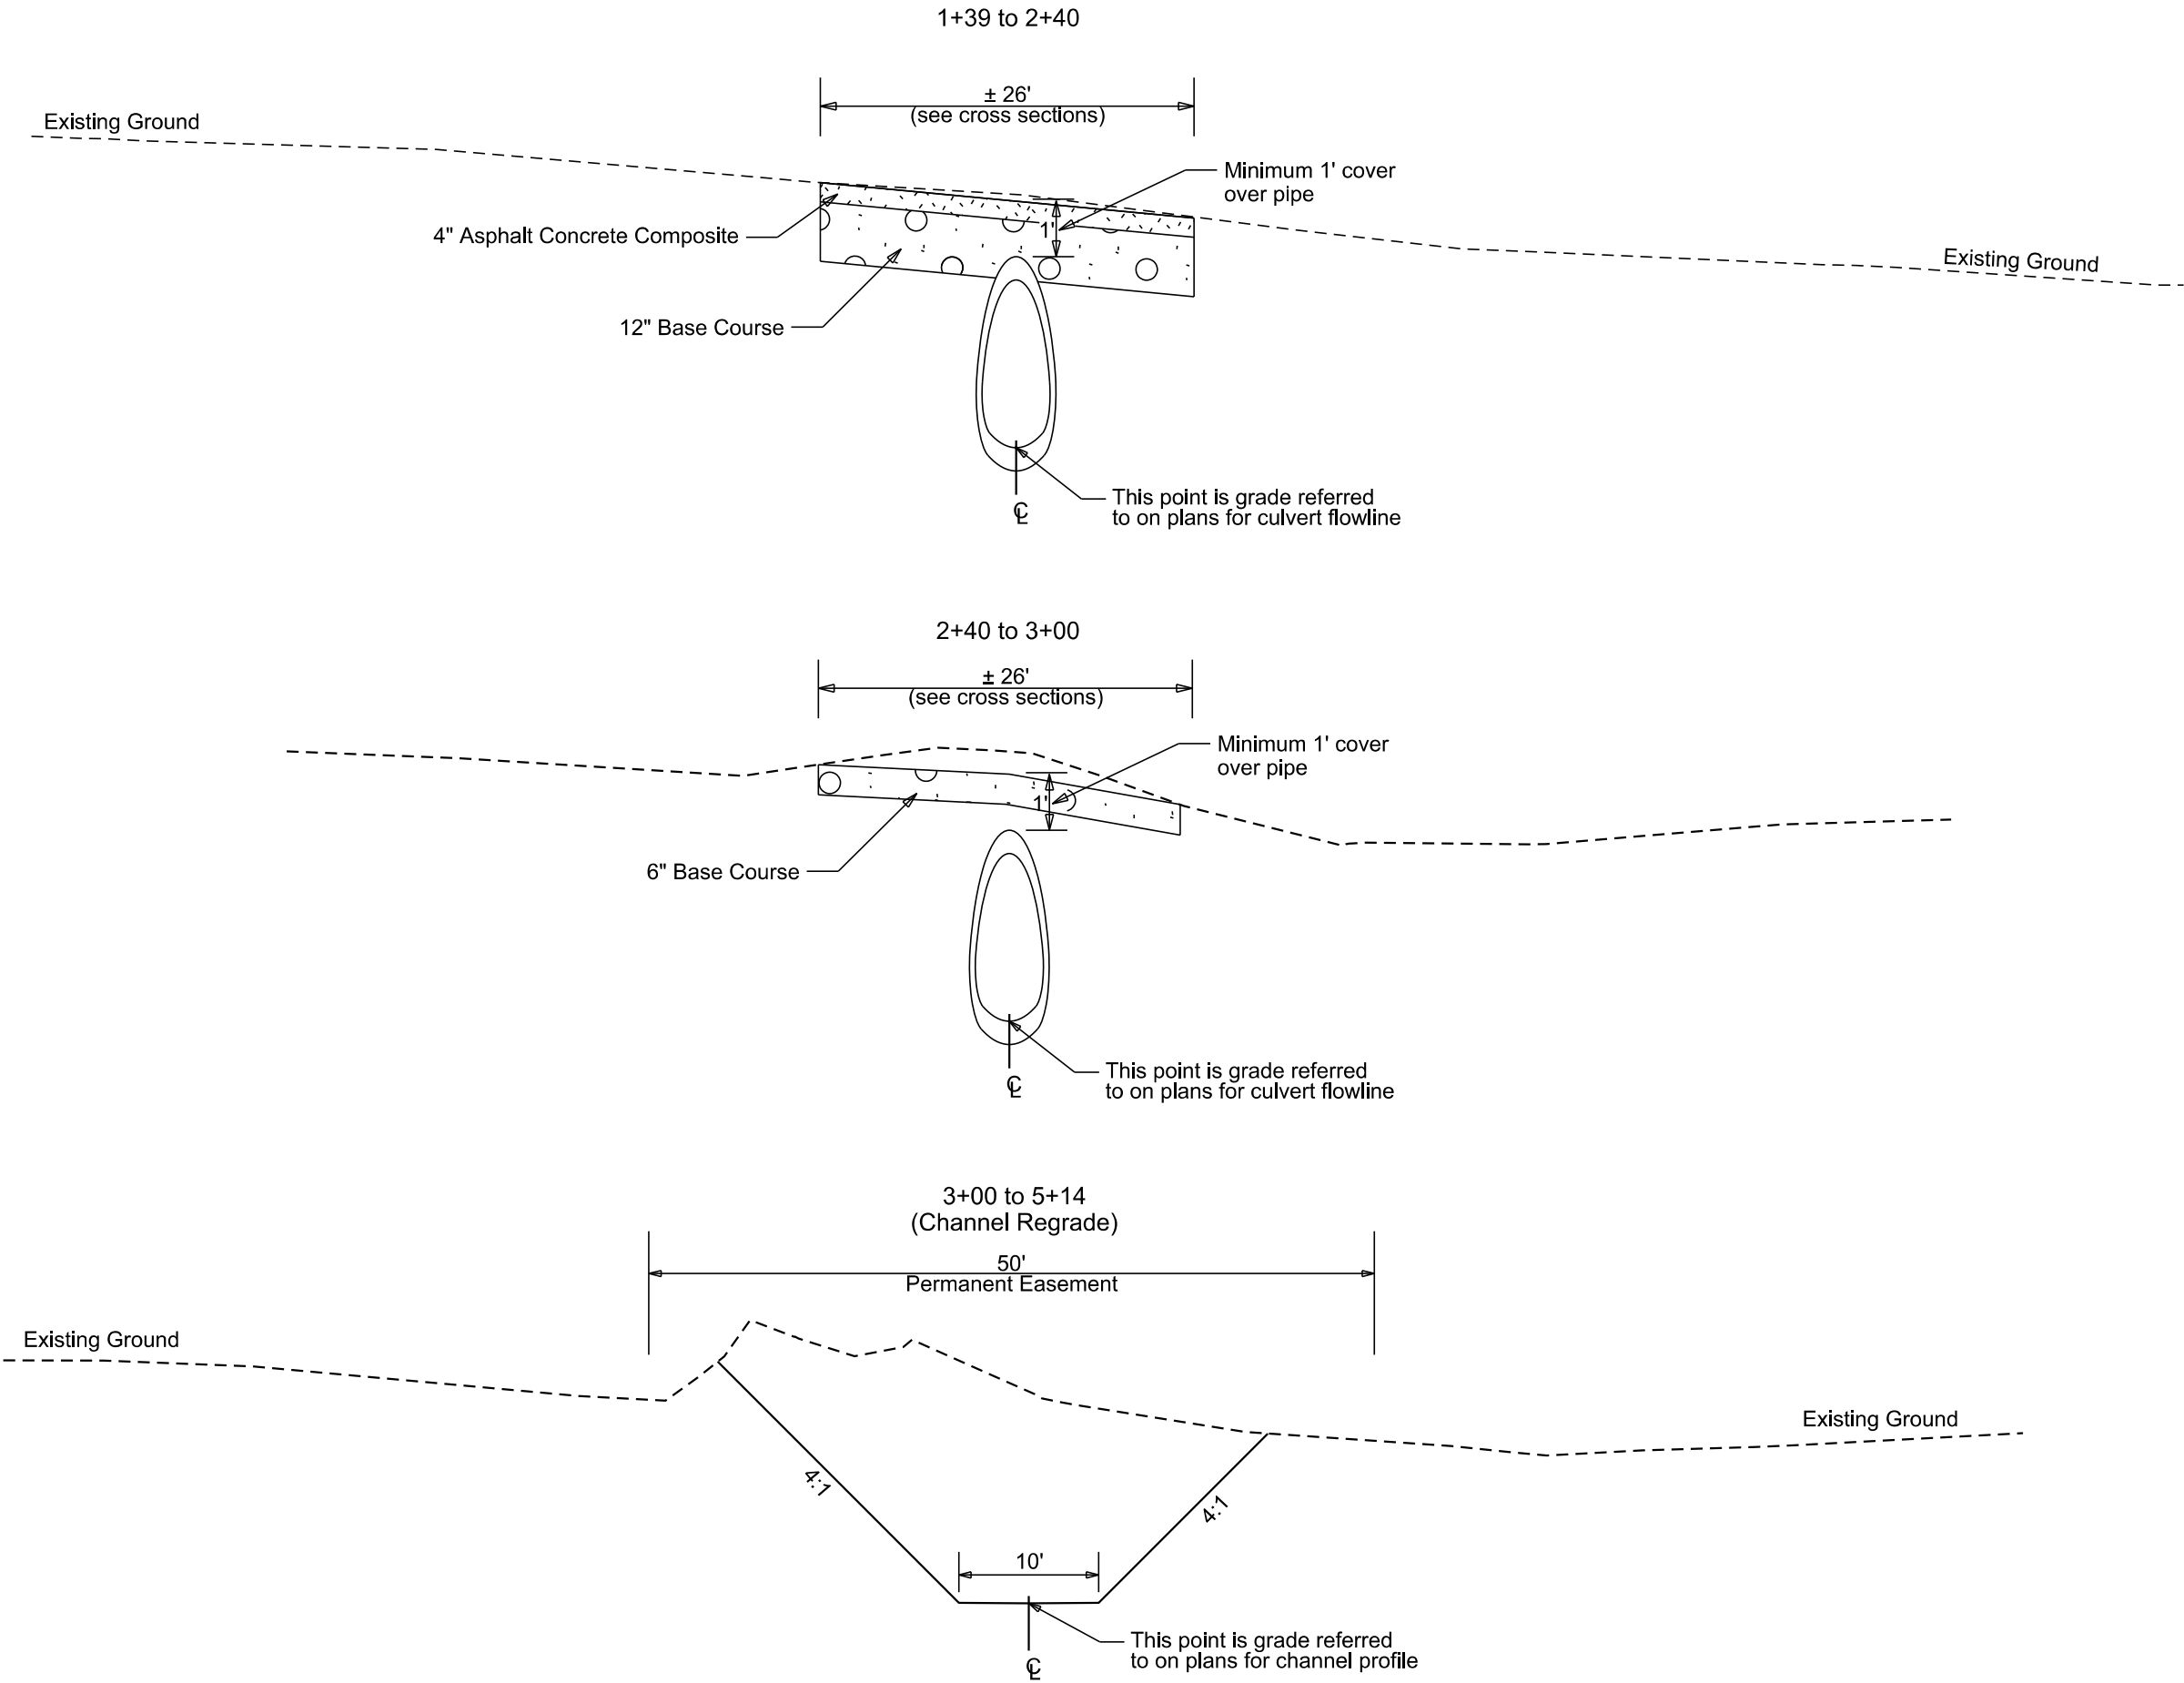 1+39 to 2+40
± 26'
(see cross sections)
Existing Ground
Minimum 1' cover
over pipe
1'
4" Asphalt Concrete Composite
Existing Ground
12" Base Course
This point is grade referred
to on plans for culvert flowline
℄
2+40 to 3+00
± 26'
(see cross sections)
Minimum 1' cover
over pipe
1'
6" Base Course
This point is grade referred
to on plans for culvert flowline
℄
3+00 to 5+14
(Channel Regrade)
50'
Permanent Easement
Existing Ground
Existing Ground
4:1
4:1
10'
This point is grade referred
to on plans for channel profile
℄